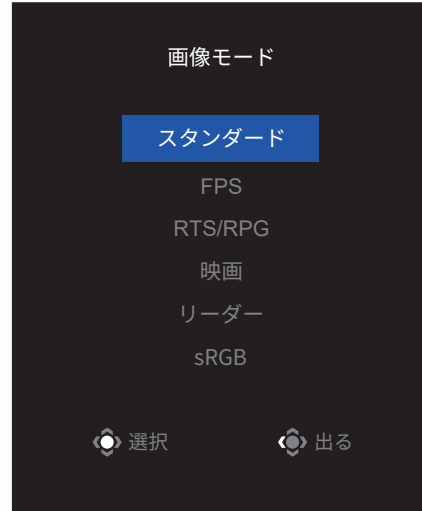 画像モード
スタンダード
FPS
RTS/RPG
映画
リーダー
sRGB
選択 出る